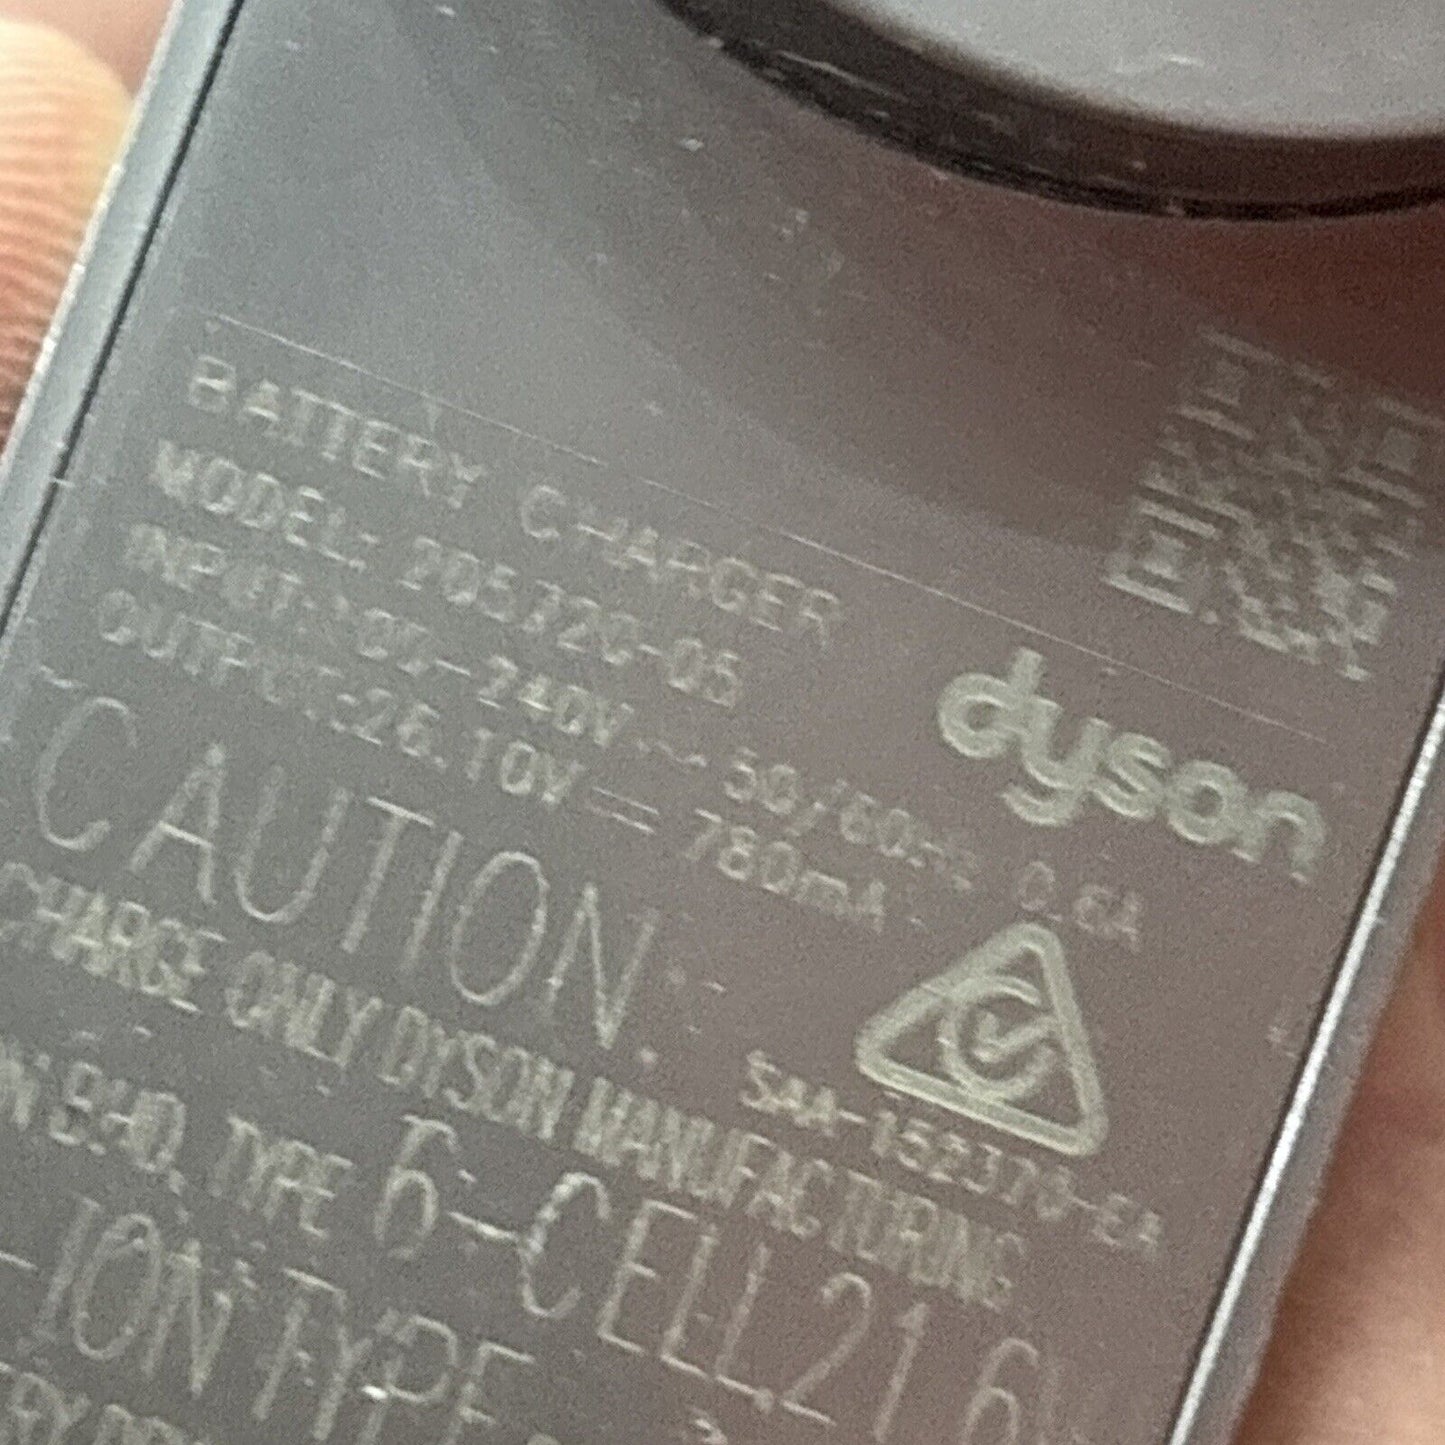 BATTERY CHARGER
MODEL: 205720-05
INPUT: 100-240V~50/60Hz 0.6A
OUTPUT: 26.10V 780mA
dyson
CAUTION.
SAA-152370-EA
CHARGE ONLY DYSON MANUFACTURING
TYPE 6-CELL, 21.6
-ION TYPE